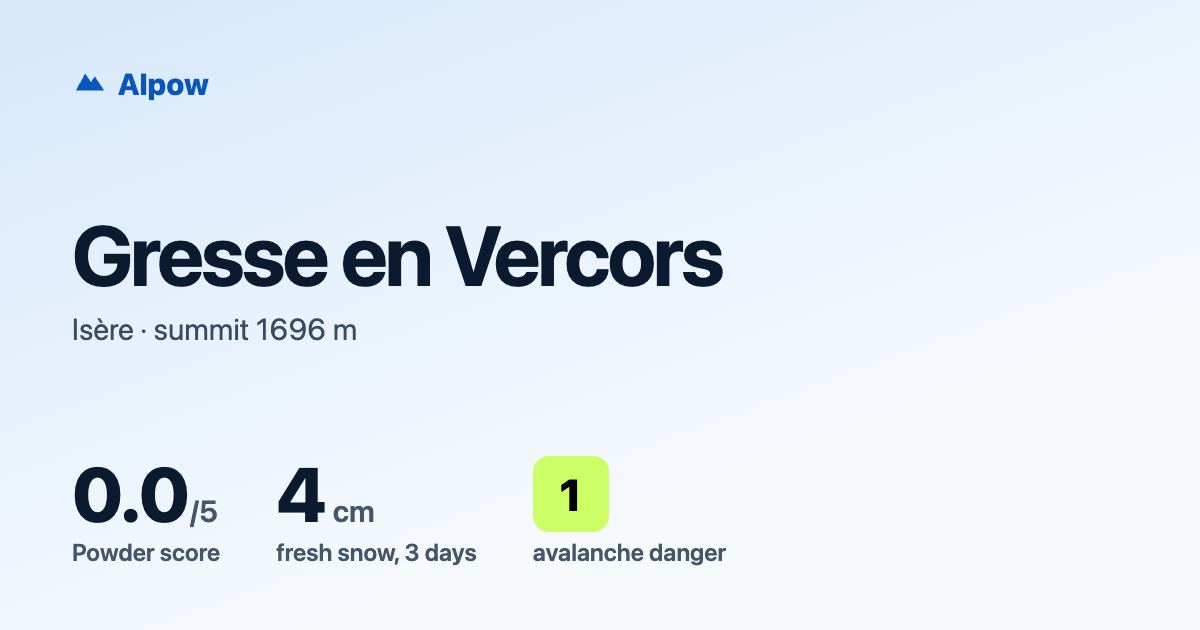 Alpow
Gresse en Vercors
Isère · summit 1696 m
0.0/5
Powder score
4 cm
fresh snow, 3 days
1
avalanche danger